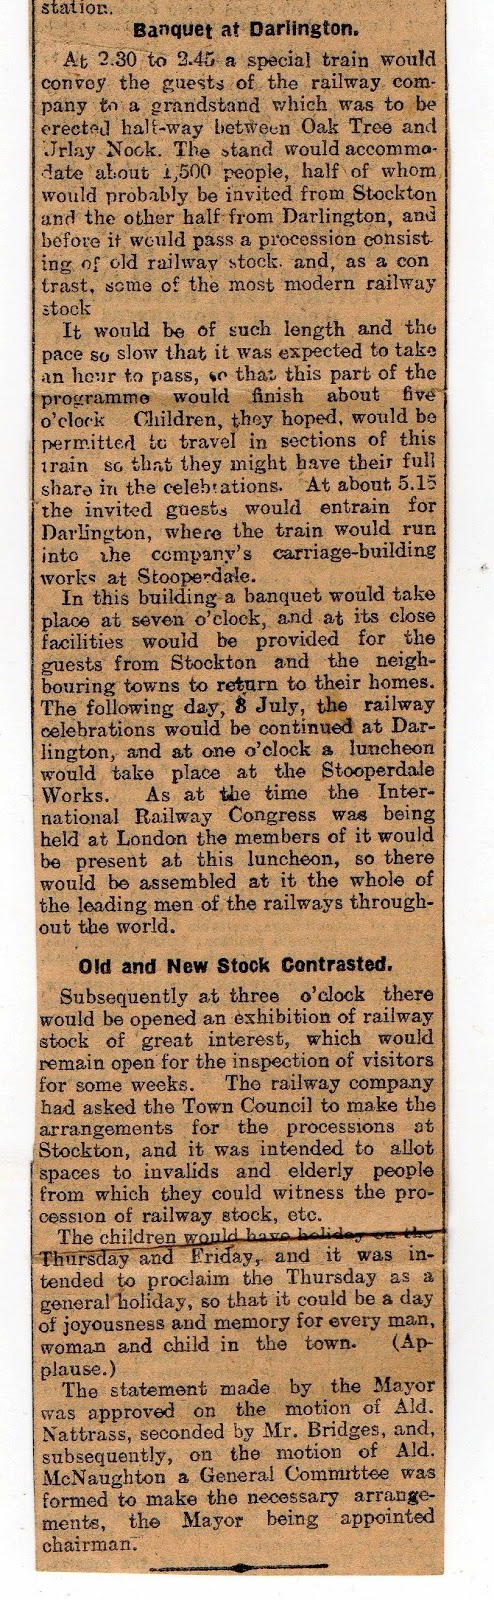 station.
Banquet at Darlington.
At 2.30 to 2.45 a special train would
convey the guests of the railway com-
pany to a grandstand which was to be
erected half-way between Oak Tree and
Urlay Nook. The stand would accommo-
date about 1,500 people, half of whom
would probably be invited from Stockton
and the other half from Darlington, and
before it would pass a procession consist-
ing of old railway stock. and, as a con
trast, some of the most modern railway
stock
It would be of such length and the
pace so slow that it was expected to take
an hour to pass, so that this part of the
programme would finish about five
o'clock Children, they hoped, would be
permitted to travel in sections of this
train so that they might have their full
share in the celebrations. At about 5.15
the invited guests would entrain for
Darlington, where the train would run
into the company's carriage-building
works at Stooperdale.
In this building a banquet would take
place at seven o'clock, and at its close
facilities would be provided for the
guests from Stockton and the neigh-
bouring towns to return to their homes.
The following day, 3 July, the railway
celebrations would be continued at Dar-
lington, and at one o'clock a luncheon
would take place at the Stooperdale
Works. As at the time the Inter-
national Railway Congress was being
held at London the members of it would
be present at this luncheon, so there
would be assembled at it the whole of
the leading men of the railways through-
out the world.
Old and New Stock Contrasted.
Subsequently at three o'clock there
would be opened an exhibition of railway
stock of great interest, which would
remain open for the inspection of visitors
for some weeks. The railway company
had asked the Town Council to make the
arrangements for the processions at
Stockton, and it was intended to allot
spaces to invalids and elderly people
from which they could witness the pro-
cession of railway stock, etc.
The children would have holiday on the
Thursday and Friday, and it was in-
tended to proclaim the Thursday as a
general holiday, so that it could be a day
of joyousness and memory for every man,
woman and child in the town. (Ap-
plause.)
The statement made by the Mayor
was approved on the motion of Ald.
Nattrass, seconded by Mr. Bridges, and,
subsequently, on the motion of Ald.
McNaughton a General Committee was
formed to make the necessary arrange-
ments, the Mayor being appointed
chairman.